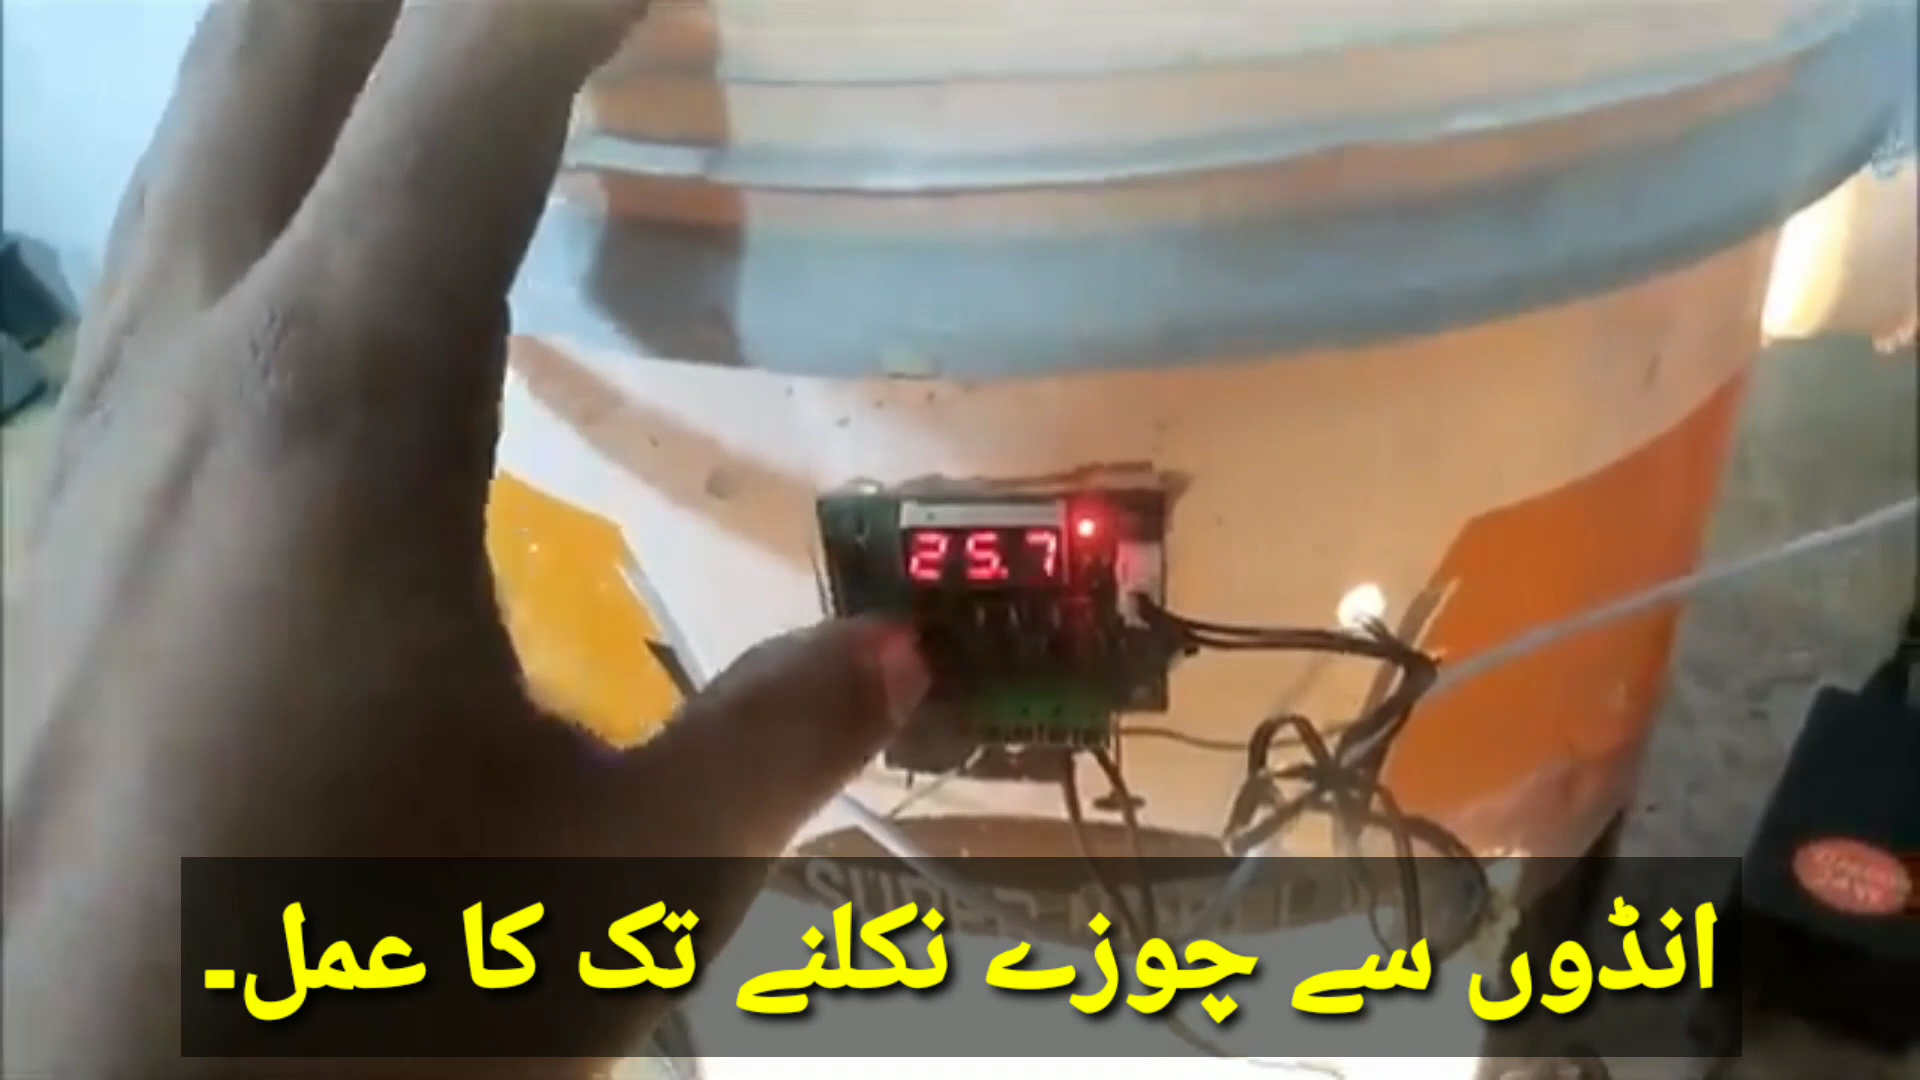 25.7
انڈوں سے چوزے نکلنے تک کا عمل۔